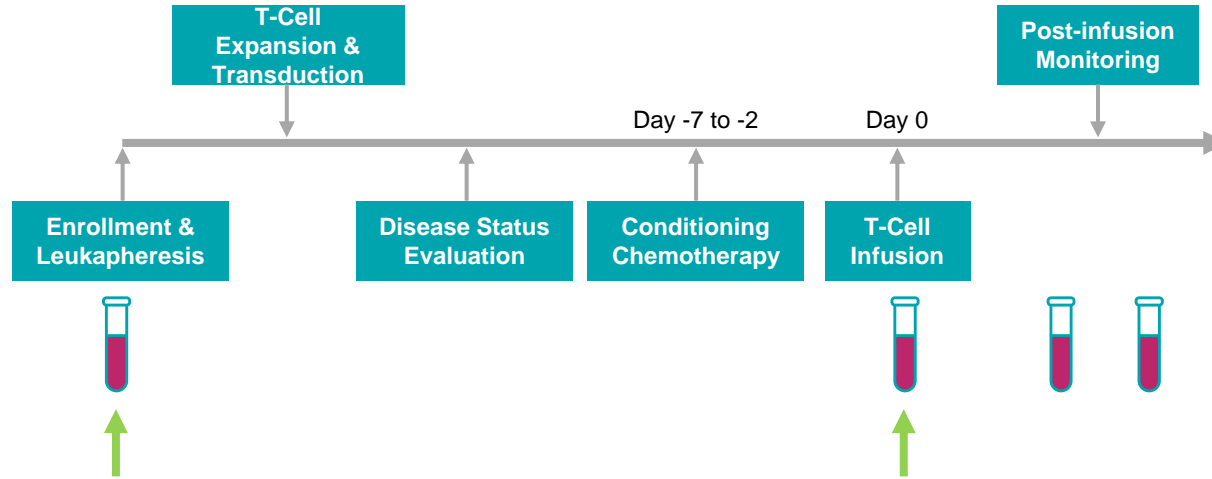 T-Cell
Expansion &
Transduction
Post-infusion
Monitoring
Day -7 to -2
Day 0
Enrollment &
Leukapheresis
Disease Status
Evaluation
Conditioning
Chemotherapy
T-Cell
Infusion